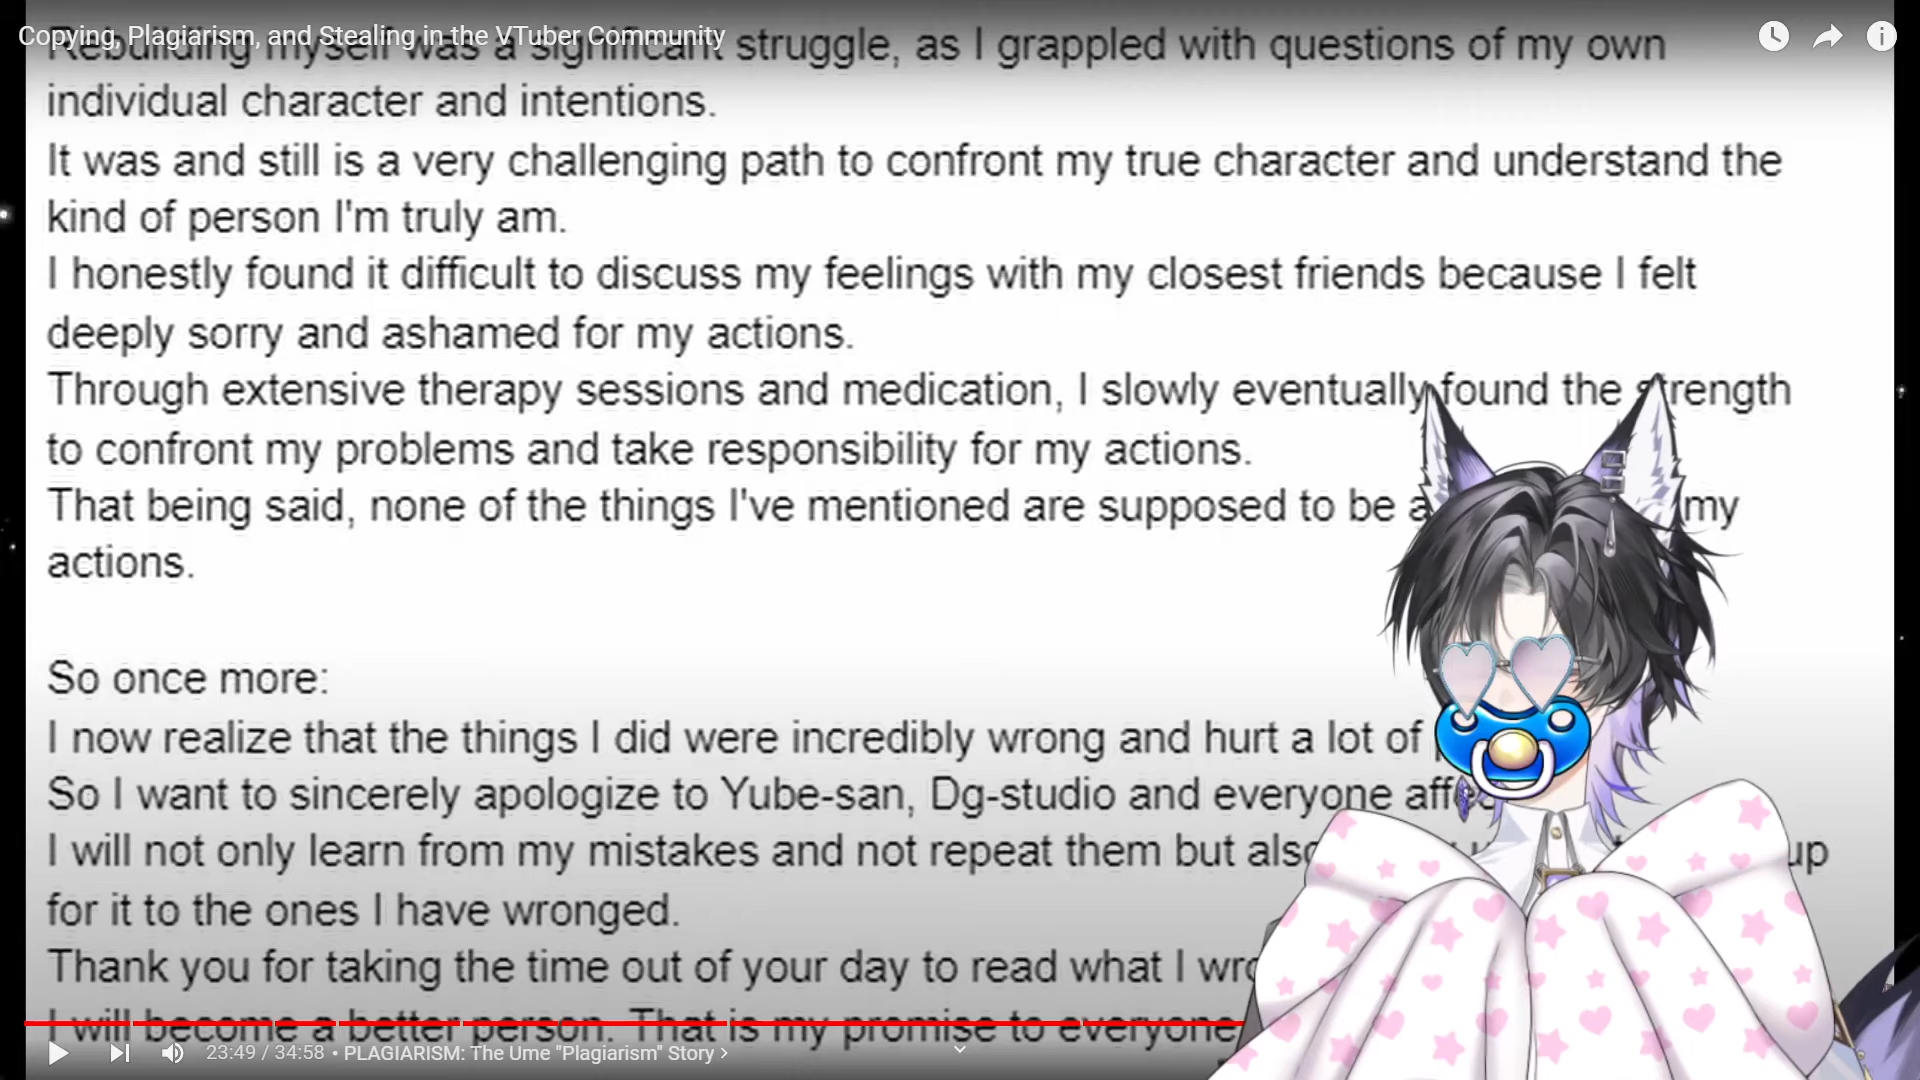 Copying, Plagiarism, and Stealing in the VTuber Community
Rebuilding myself was a significant struggle, as I grappled with questions of my own
individual character and intentions.
It was and still is a very challenging path to confront my true character and understand the
kind of person I'm truly am.
I honestly found it difficult to discuss my feelings with my closest friends because I felt
deeply sorry and ashamed for my actions.
Through extensive therapy sessions and medication, I slowly eventually found the strength
to confront my problems and take responsibility for my actions.
That being said, none of the things I've mentioned are supposed to be my
actions.
So once more:
I now realize that the things I did were incredibly wrong and hurt a lot of
So I want to sincerely apologize to Yube-san, Dg-studio and everyone
I will not only learn from my mistakes and not repeat them but also up
for it to the ones I have wronged.
Thank you for taking the time out of your day to read what I
I will become a better person. That is my promise to everyone
23:49 / 34:58 • PLAGIARISM: The Ume "Plagiarism" Story >